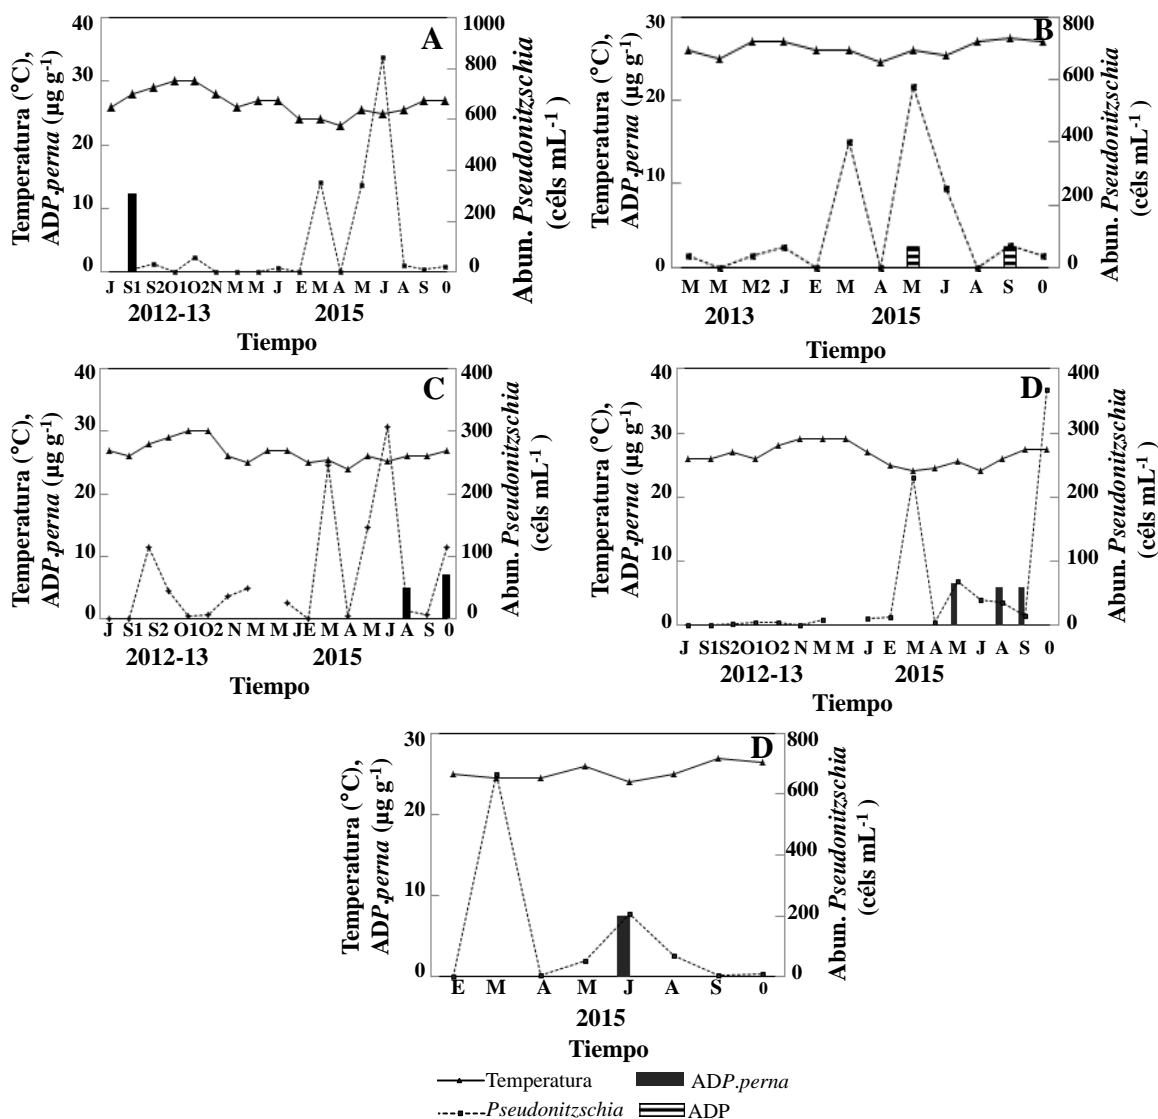 A
Temperatura (°C),
ADP.perna (µg g-1)
40
30
20
10
0
1000
800
600
400
200
0
Abun. Pseudonitzschia
(céls mL-1)
J S1 S2 O1 O2 N M M J E M A M J A S 0
2012-13 2015
Tiempo
B
Temperatura (°C),
ADP.perna (µg g-1)
30
20
10
0
800
600
400
200
0
Abun. Pseudonitzschia
(céls mL-1)
M M M2 J E M A M J A S 0
2013 2015
Tiempo
C
Temperatura (°C),
ADP.perna (µg g-1)
40
30
20
10
0
400
300
200
100
0
Abun. Pseudonitzschia
(céls mL-1)
J S1 S2 O1 O2 N M M J E M A M J A S 0
2012-13 2015
Tiempo
D
Temperatura (°C),
ADP.perna (µg g-1)
40
30
20
10
0
400
300
200
100
0
Abun. Pseudonitzschia
(céls mL-1)
J S1 S2 O1 O2 N M M J E M A M J A S 0
2012-13 2015
Tiempo
D
Temperatura (°C),
ADP.perna (µg g-1)
30
20
10
0
800
600
400
200
0
Abun. Pseudonitzschia
(céls mL-1)
E M A M J A S 0
2015
Tiempo
Temperatura ADP.perna
Pseudonitzschia ADP